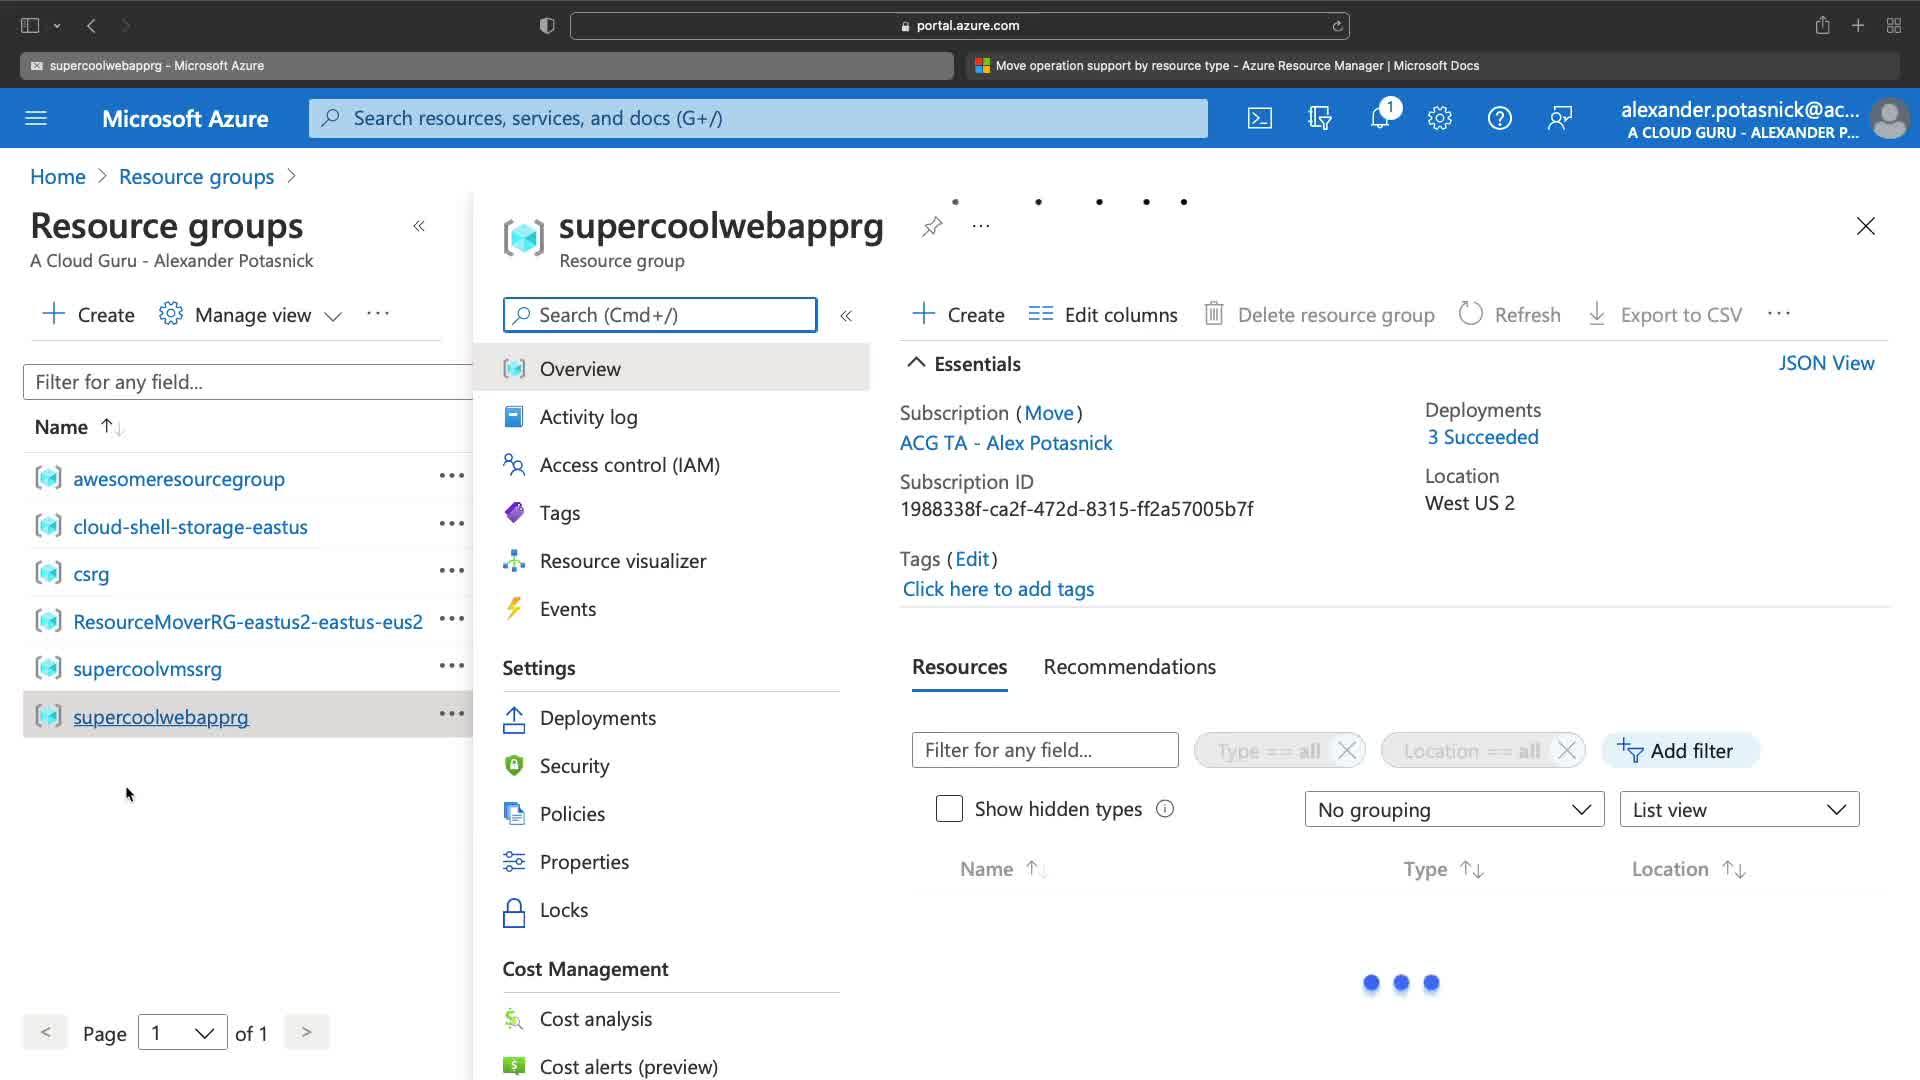 portal.azure.com
supercoolwebapprg - Microsoft Azure
Move operation support by resource type - Azure Resource Manager | Microsoft Docs
Microsoft Azure
Search resources, services, and docs (G+/)
1
alexander.potasnick@ac...
A CLOUD GURU - ALEXANDER P...
Home > Resource groups >
Resource groups
A Cloud Guru - Alexander Potasnick
Create
Manage view
Filter for any field...
Name
awesomeresourcegroup
cloud-shell-storage-eastus
csrg
ResourceMoverRG-eastus2-eastus-eus2
supercoolvmssrg
supercoolwebapprg
< Page 1 of 1 >
supercoolwebapprg
Resource group
Search (Cmd+/)
Overview
Activity log
Access control (IAM)
Tags
Resource visualizer
Events
Settings
Deployments
Security
Policies
Properties
Locks
Cost Management
Cost analysis
Cost alerts (preview)
Create
Edit columns
Delete resource group
Refresh
Export to CSV
Essentials
JSON View
Subscription (Move)
ACG TA - Alex Potasnick
Subscription ID
1988338f-ca2f-472d-8315-ff2a57005b7f
Tags (Edit)
Click here to add tags
Deployments
3 Succeeded
Location
West US 2
Resources
Recommendations
Filter for any field...
Type == all
Location == all
Add filter
Show hidden types
No grouping
List view
Name
Type
Location